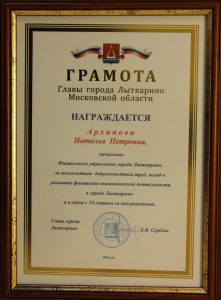 ГРАМОТА
Главы города Лыткарино
Московской области
НАГРАЖДАЕТСЯ
Архипова
Наталья Петровна,
начальник
Финансового управления города Лыткарино,
за многолетний добросовестный труд, вклад в
развитие финансово-экономической деятельности
в городе Лыткарино
и в связи с 55-летием со дня рождения.
Глава города
Лыткарино
Е.В. Серёгин